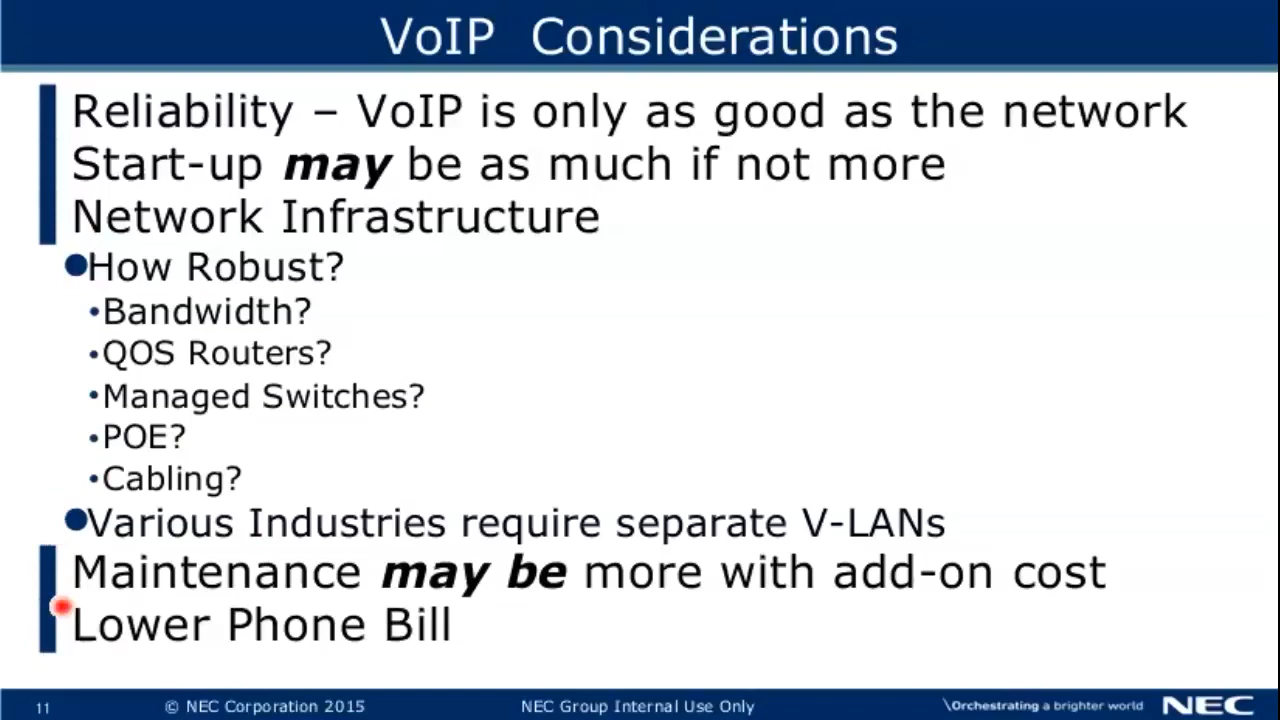 VoIP Considerations
Reliability – VoIP is only as good as the network
Start-up may be as much if not more
Network Infrastructure
How Robust?
Bandwidth?
QOS Routers?
Managed Switches?
POE?
Cabling?
Various Industries require separate V-LANs
Maintenance may be more with add-on cost
Lower Phone Bill
11 © NEC Corporation 2015 NEC Group Internal Use Only \Orchestrating a brighter world NEC